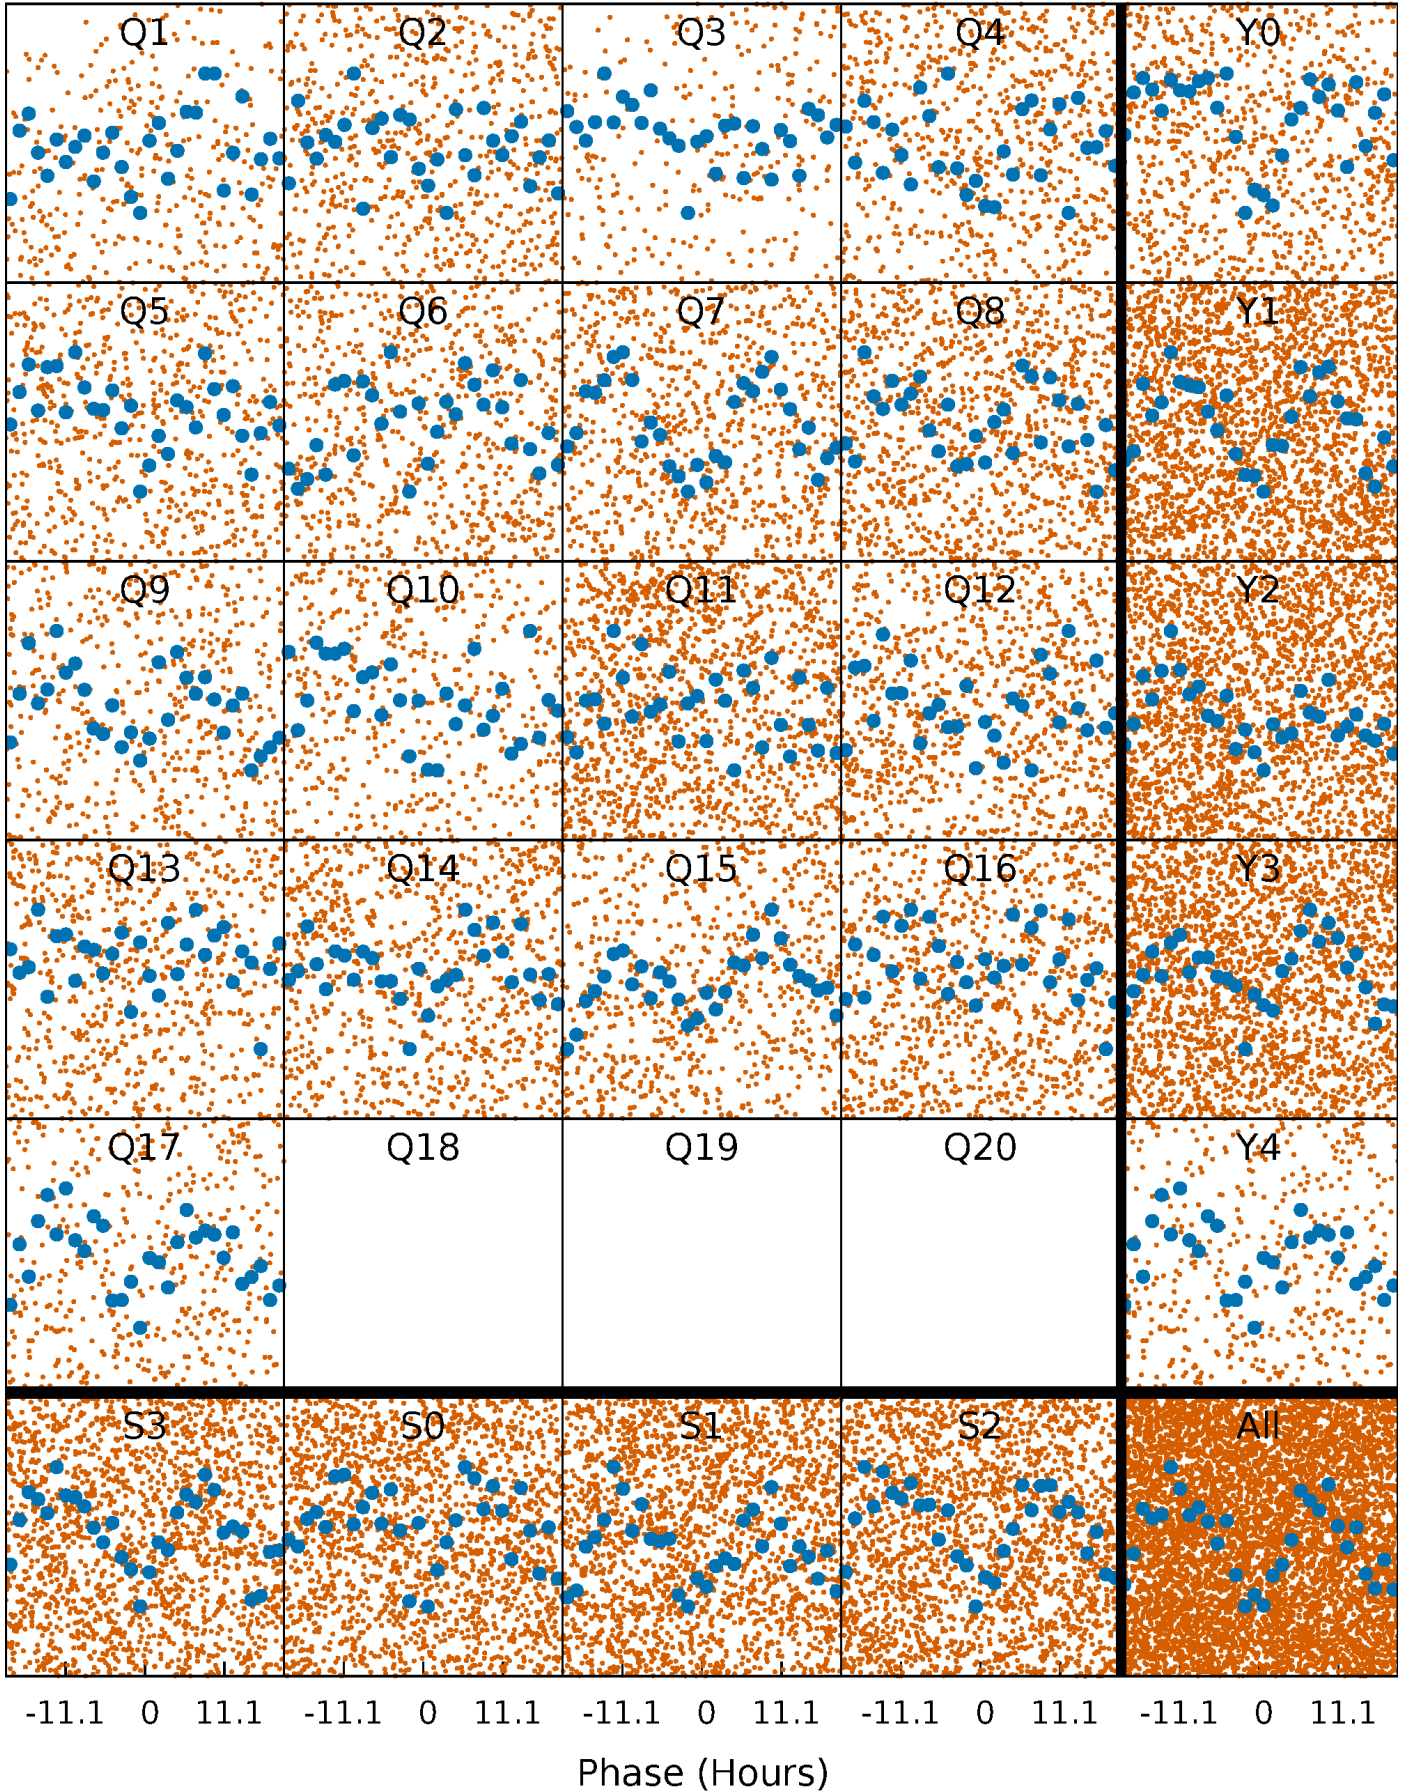 Q1 Q2 Q3 Q4 Y0
Q5 Q6 Q7 Q8 Y1
Q9 Q10 Q11 Q12 Y2
Q13 Q14 Q15 Q16 Y3
Q17 Q18 Q19 Q20 Y4
S3 S0 S1 S2 All
-11.1 0 11.1 -11.1 0 11.1 -11.1 0 11.1 -11.1 0 11.1 -11.1 0 11.1
Phase (Hours)